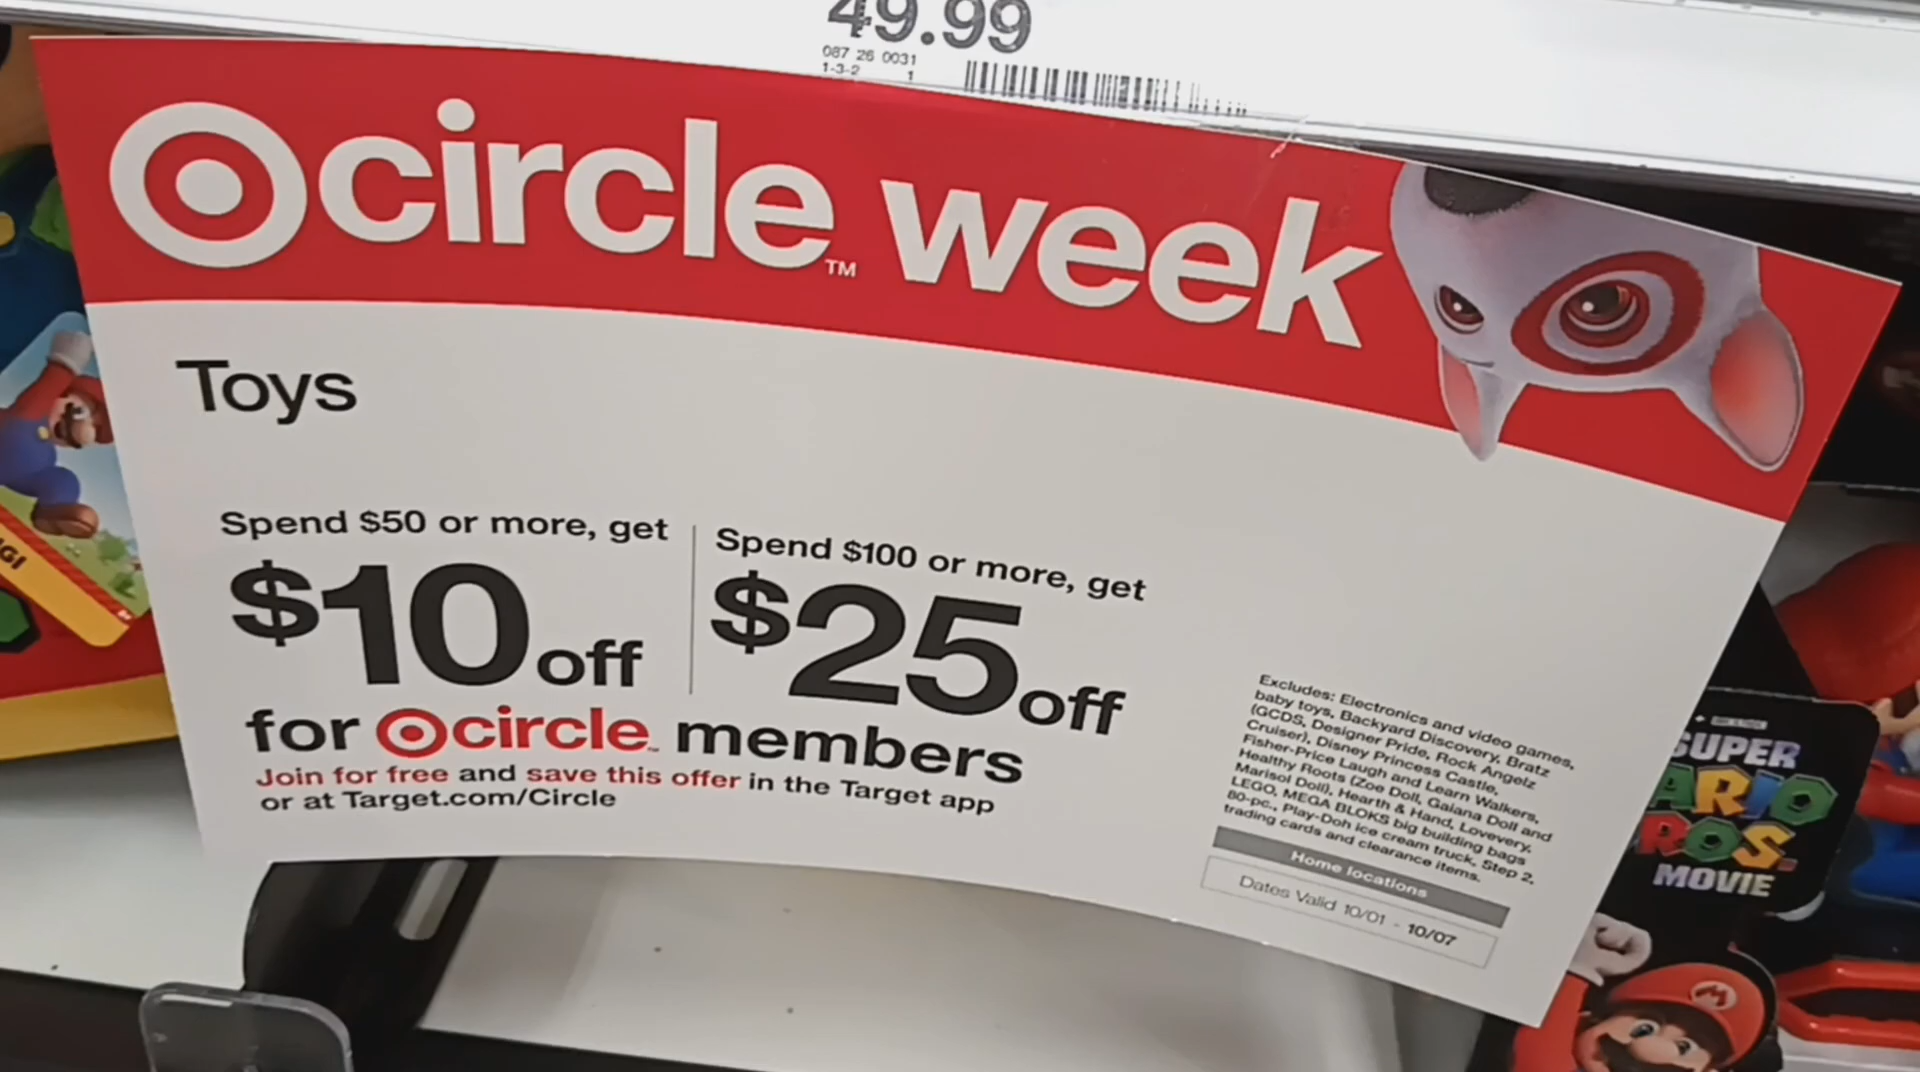 49.99
087 26 0031
1-3-2 1
circle week
TM
Toys
Spend $50 or more, get
$10 off
Spend $100 or more, get
$25 off
for circle members
Join for free and save this offer in the Target app
or at Target.com/Circle
Excludes: Electronics and video games,
baby toys, Backyard Discovery, Bratz
(GCDS, Designer Pride, Rock Angelz
Cruiser), Disney Princess Castle,
Fisher-Price Laugh and Learn Walkers,
Healthy Roots (Zoe Doll, Gaiana Doll and
Marisol Doll), Hearth & Hand, Lovevery,
LEGO, MEGA BLOKS big building bags
80-pc., Play-Doh ice cream truck, Step 2,
trading cards and clearance items.
Home locations
Dates Valid 10/01 - 10/07
SUPER
ARIO
ROS.
MOVIE
M